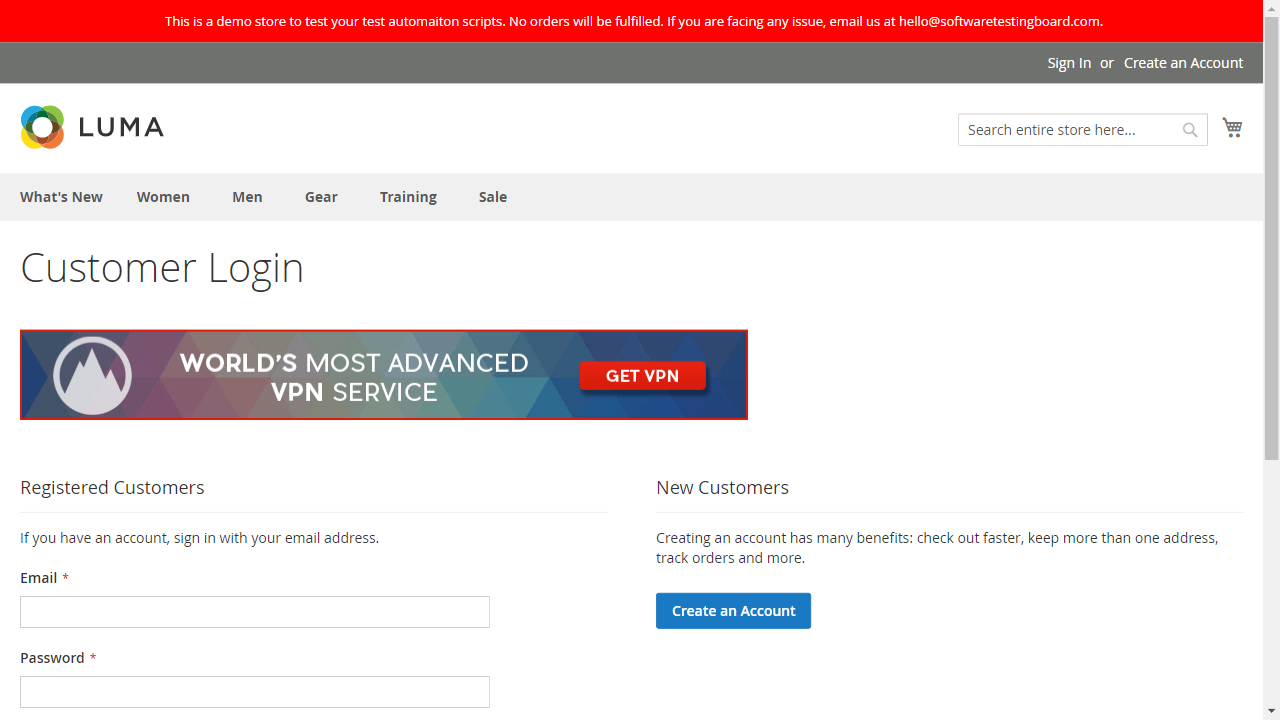 This is a demo store to test your test automaiton scripts. No orders will be fulfilled. If you are facing any issue, email us at hello@softwaretestingboard.com.
Sign In or Create an Account
LUMA
Search entire store here...
What's New Women Men Gear Training Sale
Customer Login
WORLD'S MOST ADVANCED
VPN SERVICE
GET VPN
Registered Customers
If you have an account, sign in with your email address.
Email *
Password *
New Customers
Creating an account has many benefits: check out faster, keep more than one address,
track orders and more.
Create an Account